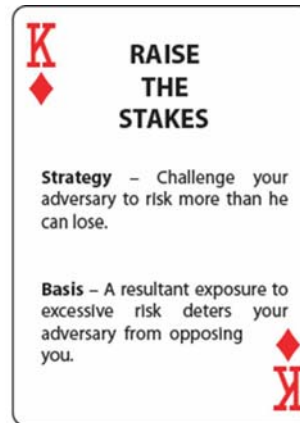 K
RAISE
THE
STAKES
Strategy – Challenge your
adversary to risk more than he
can lose.
Basis – A resultant exposure to
excessive risk deters your
adversary from opposing
you.
K